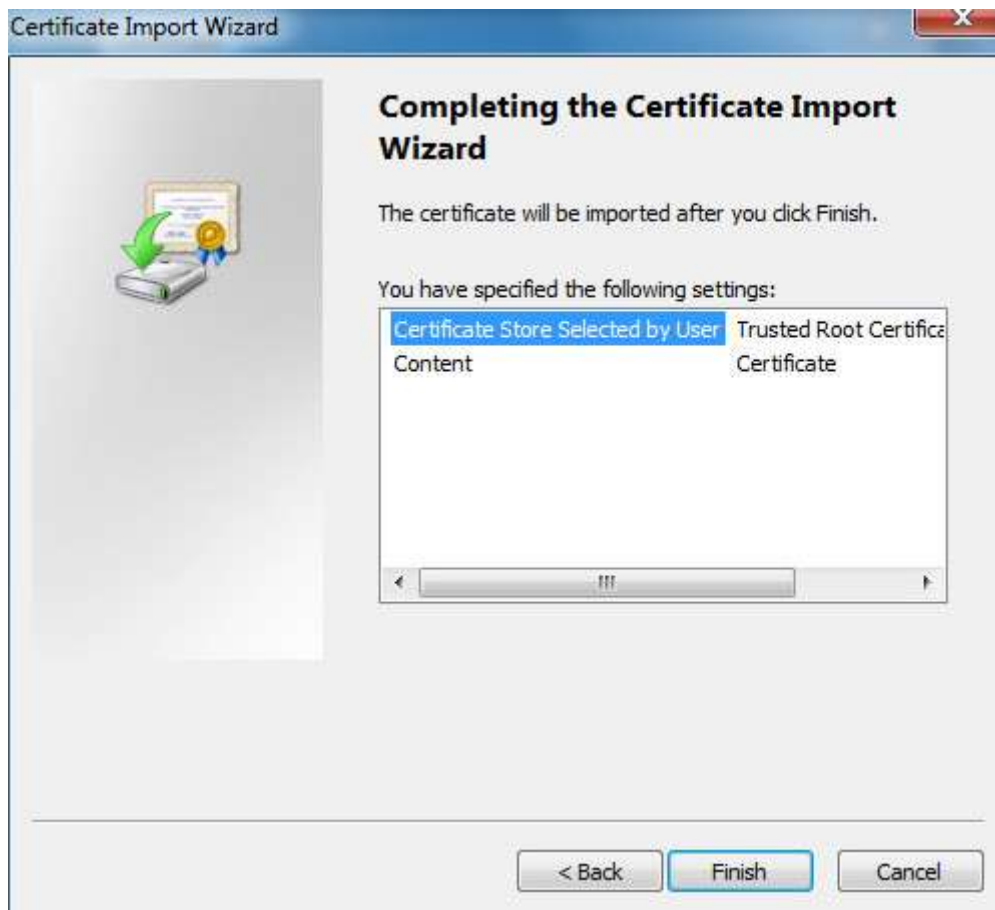 Certificate Import Wizard
Completing the Certificate Import
Wizard
The certificate will be imported after you click Finish.
You have specified the following settings:
Certificate Store Selected by User Trusted Root Certifica
Content Certificate
< Back Finish Cancel